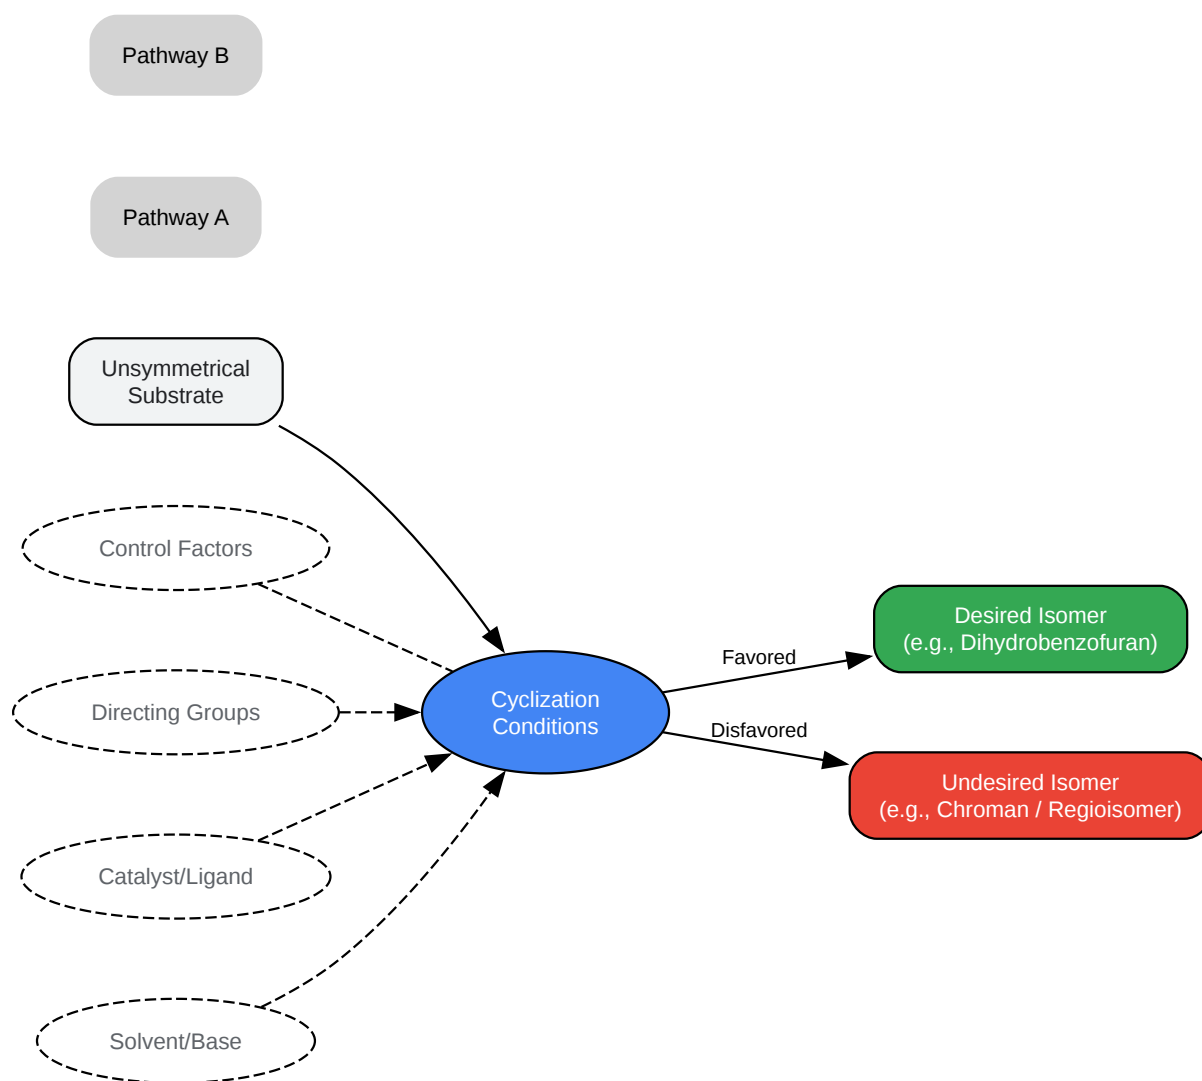 Pathway B
Pathway A
Unsymmetrical
Substrate
Control Factors
Directing Groups
Catalyst/Ligand
Solvent/Base
Cyclization
Conditions
Favored
Disfavored
Desired Isomer
(e.g., Dihydrobenzofuran)
Undesired Isomer
(e.g., Chroman / Regioisomer)